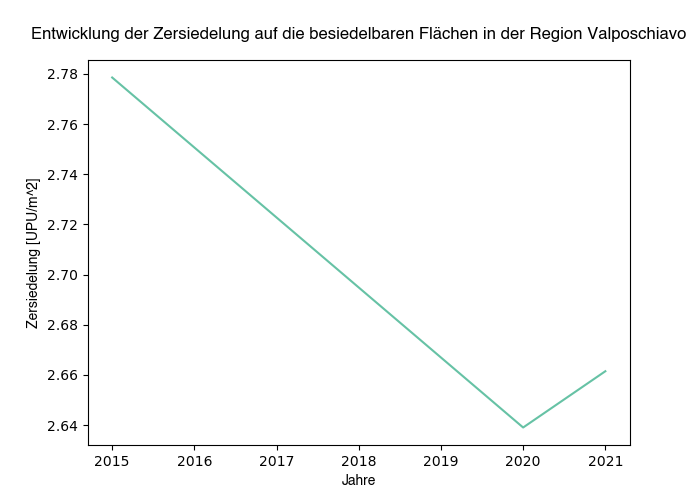 Entwicklung der Zersiedelung auf die besiedelbaren Flächen in der Region Valposchiavo
Zersiedelung [UPU/m^2]
2.78
2.76
2.74
2.72
2.70
2.68
2.66
2.64
2015 2016 2017 2018 2019 2020 2021
Jahre